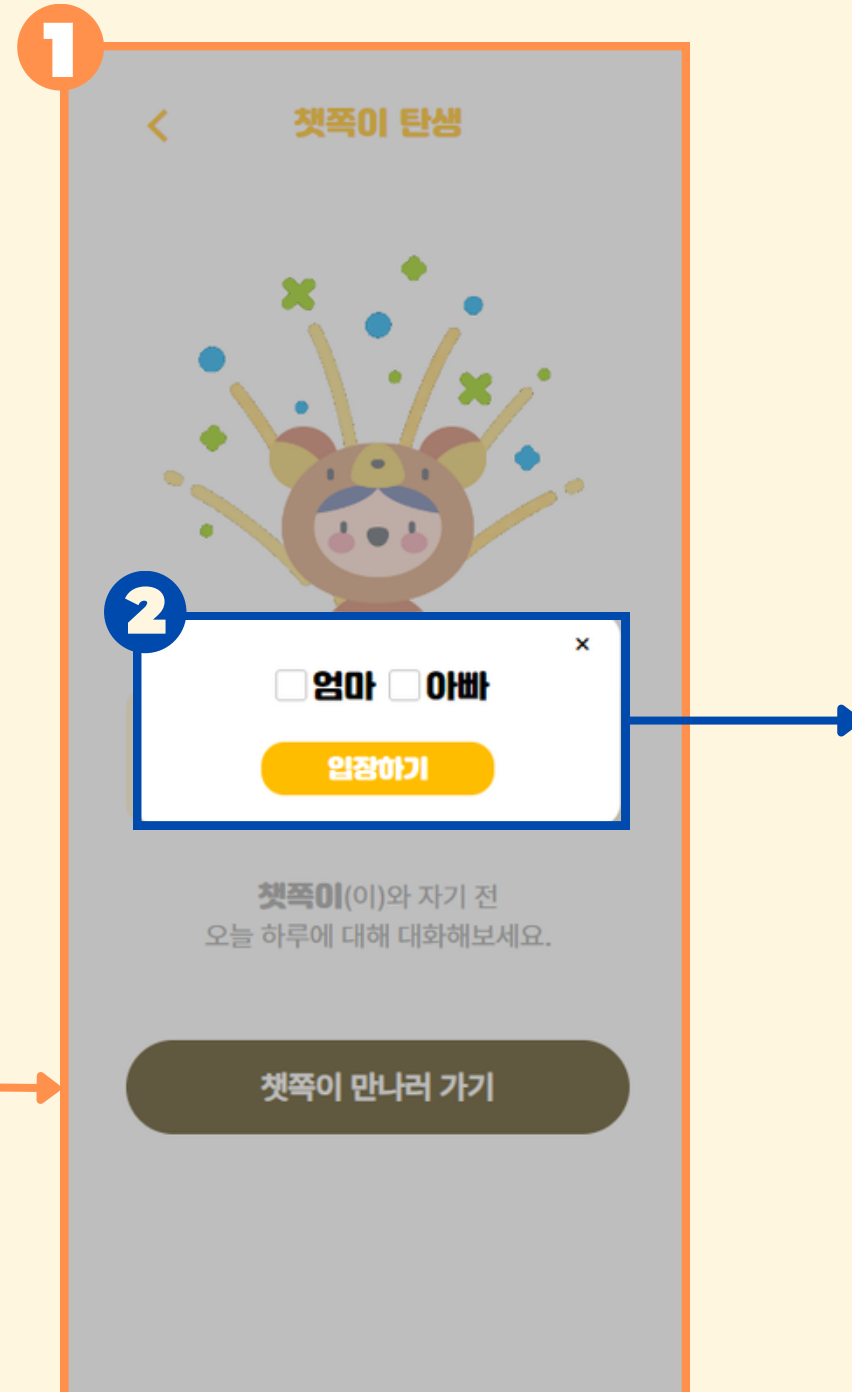 1
챗쪽이 탄생
2
×
엄마 아빠
입장하기
챗쪽이(이)와 자기 전
오늘 하루에 대해 대화해보세요.
챗쪽이 만나러 가기